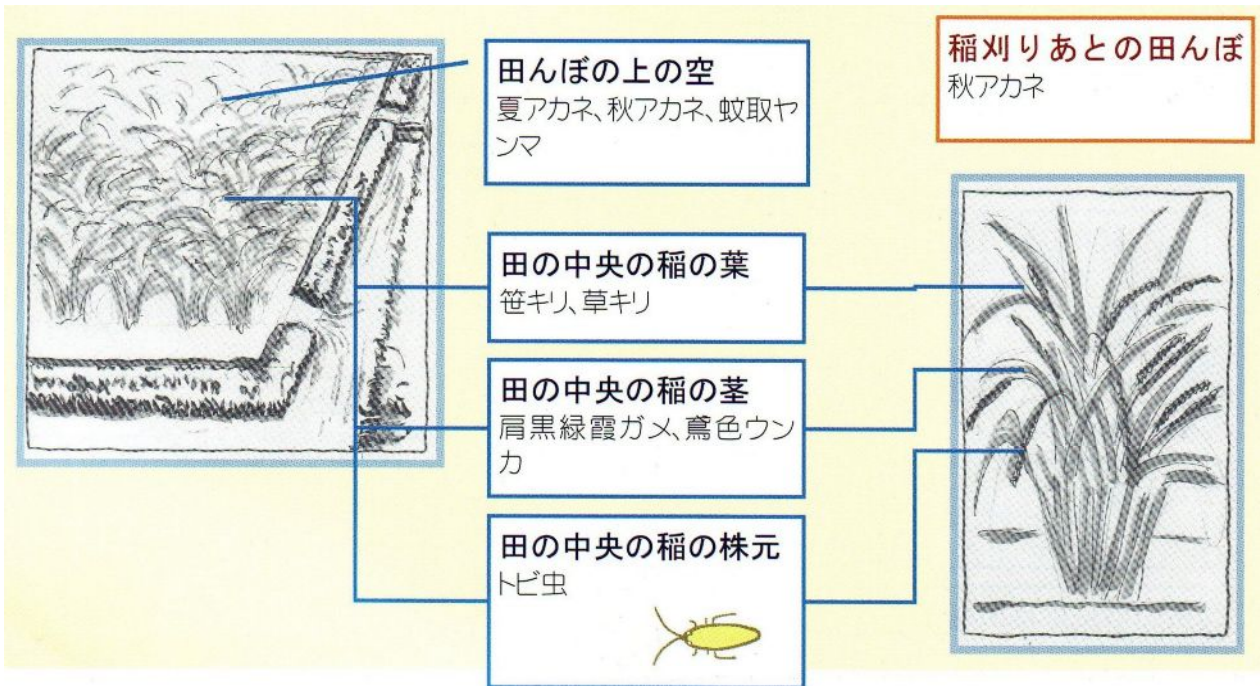 田んぼの上の空
夏アカネ、秋アカネ、蚊取ヤ
ンマ
稲刈りあとの田んぼ
秋アカネ
田の中央の稲の葉
笹キリ、草キリ
田の中央の稲の茎
肩黒緑霞ガメ、鳶色ウン
カ
田の中央の稲の株元
トビ虫